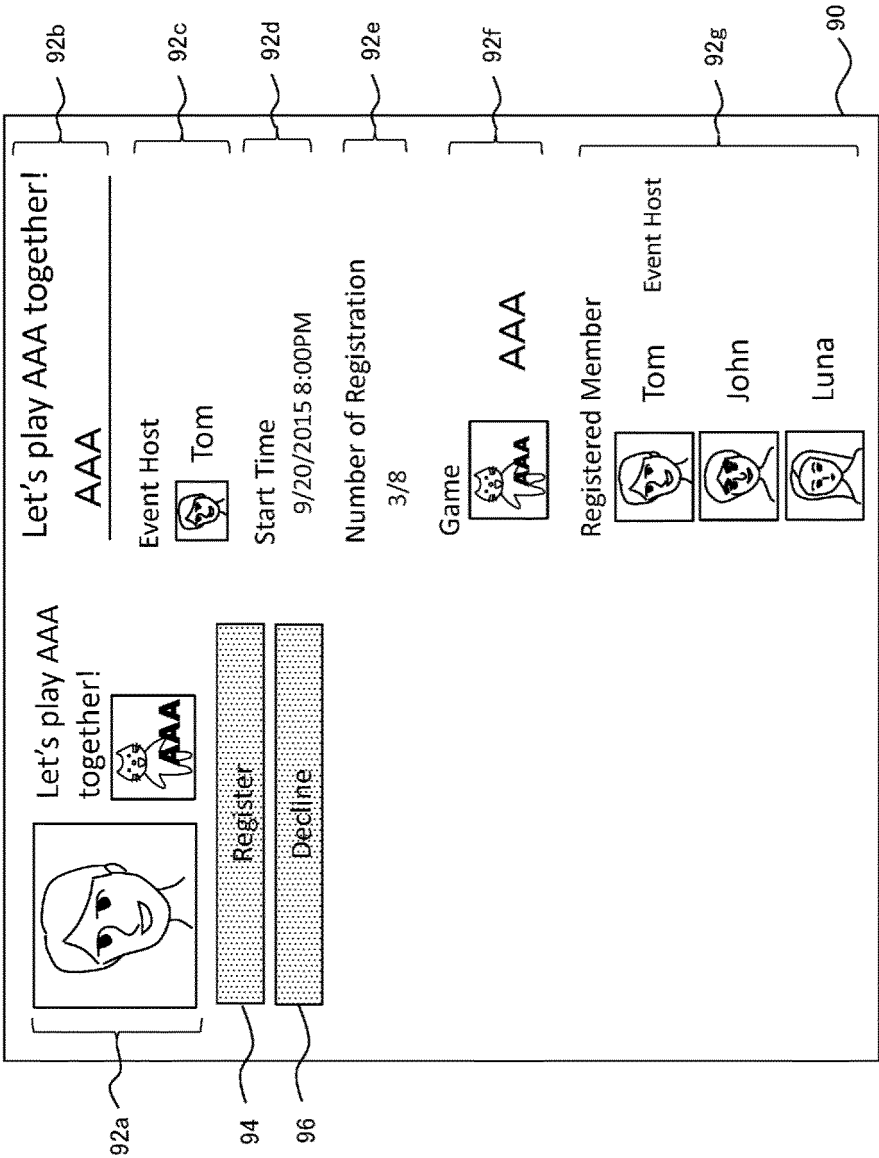 92a
Let's play AAA
together!
AAA
94
Register
96
Decline
Let's play AAA together!
AAA
92b
Event Host
Tom
92c
Start Time
9/20/2015 8:00PM
92d
Number of Registration
3/8
92e
Game
AAA
AAA
92f
Registered Member
Tom Event Host
John
Luna
92g
90